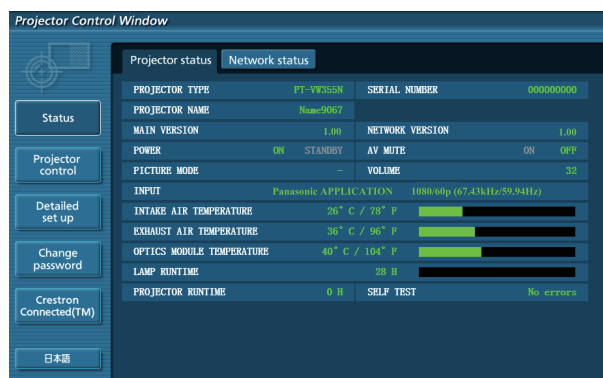 Projector Control Window
Projector status Network status
Status
Projector control
Detailed set up
Change password
Crestron Connected(TM)
日本語
PROJECTOR TYPE PT-VW355N SERIAL NUMBER 000000000
PROJECTOR NAME Name9067
MAIN VERSION 1.00 NETWORK VERSION 1.00
POWER ON STANDBY AV MUTE ON OFF
PICTURE MODE - VOLUME 32
INPUT Panasonic APPLICATION 1080/60p (67.43kHz/59.94Hz)
INTAKE AIR TEMPERATURE 26° C / 78° F
EXHAUST AIR TEMPERATURE 36° C / 96° F
OPTICS MODULE TEMPERATURE 40° C / 104° F
LAMP RUNTIME 28 H
PROJECTOR RUNTIME 0 H SELF TEST No errors